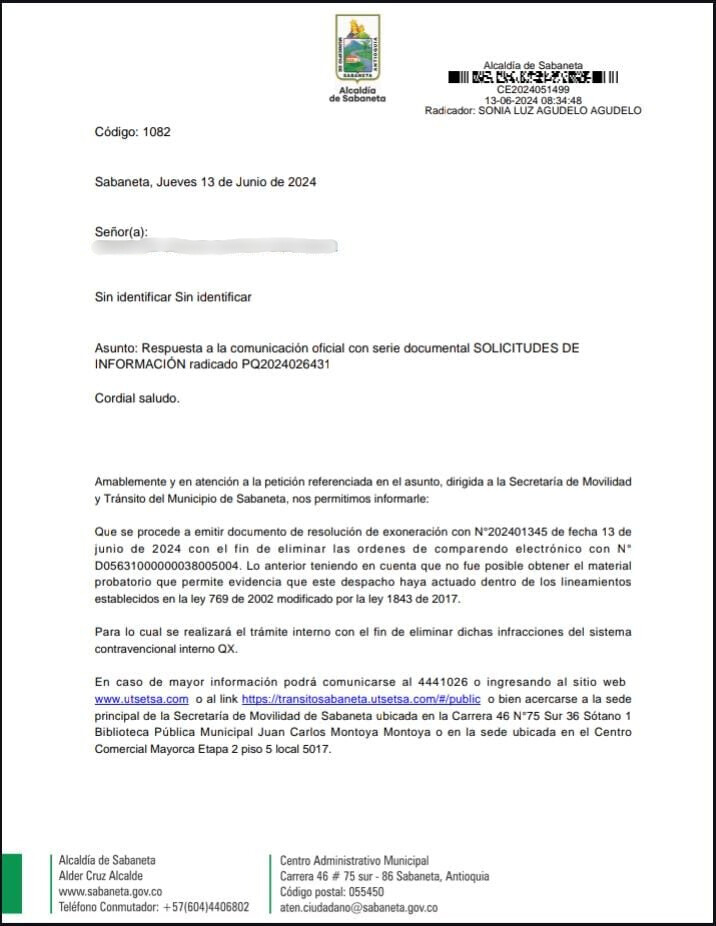 MUNICIPIO DE
ANTIOQUIA
SABANETA
Alcaldía
de Sabaneta
Alcaldía de Sabaneta
CE2024051499
13-06-2024 08:34:48
Radicador: SONIA LUZ AGUDELO AGUDELO
Código: 1082
Sabaneta, Jueves 13 de Junio de 2024
Señor(a):
Sin identificar Sin identificar
Asunto: Respuesta a la comunicación oficial con serie documental SOLICITUDES DE
INFORMACIÓN radicado PQ2024026431
Cordial saludo.
Amablemente y en atención a la petición referenciada en el asunto, dirigida a la Secretaría de Movilidad
y Tránsito del Municipio de Sabaneta, nos permitimos informarle:
Que se procede a emitir documento de resolución de exoneración con N°202401345 de fecha 13 de
junio de 2024 con el fin de eliminar las ordenes de comparendo electrónico con N°
D05631000000038005004. Lo anterior teniendo en cuenta que no fue posible obtener el material
probatorio que permite evidencia que este despacho haya actuado dentro de los lineamientos
establecidos en la ley 769 de 2002 modificado por la ley 1843 de 2017.
Para lo cual se realizará el trámite interno con el fin de eliminar dichas infracciones del sistema
contravencional interno QX.
En caso de mayor información podrá comunicarse al 4441026 o ingresando al sitio web
www.utsetsa.com o al link https://transitosabaneta.utsetsa.com/#/public o bien acercarse a la sede
principal de la Secretaría de Movilidad de Sabaneta ubicada en la Carrera 46 N°75 Sur 36 Sótano 1
Biblioteca Pública Municipal Juan Carlos Montoya Montoya o en la sede ubicada en el Centro
Comercial Mayorca Etapa 2 piso 5 local 5017.
Alcaldía de Sabaneta
Alder Cruz Alcalde
www.sabaneta.gov.co
Teléfono Conmutador: +57(604)4406802
Centro Administrativo Municipal
Carrera 46 # 75 sur - 86 Sabaneta, Antioquia
Código postal: 055450
aten.ciudadano@sabaneta.gov.co